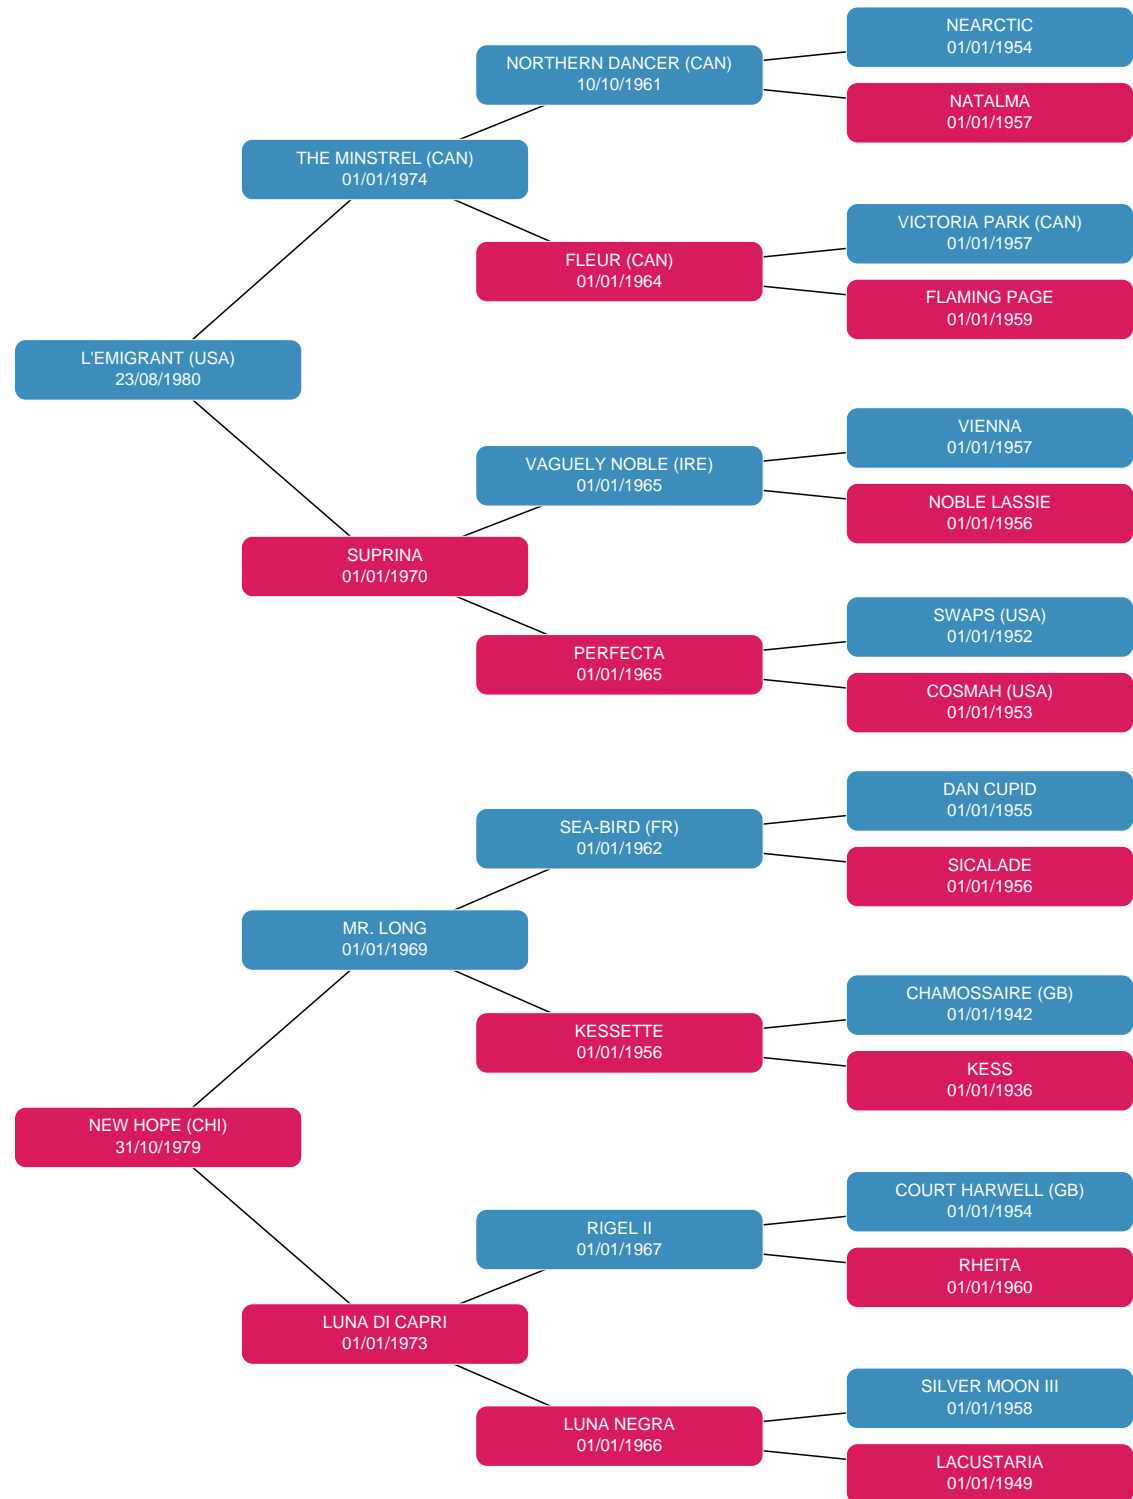 NEARCTIC
01/01/1954
NORTHERN DANCER (CAN)
10/10/1961
NATALMA
01/01/1957
THE MINSTREL (CAN)
01/01/1974
VICTORIA PARK (CAN)
01/01/1957
FLEUR (CAN)
01/01/1964
FLAMING PAGE
01/01/1959
L'EMIGRANT (USA)
23/08/1980
VIENNA
01/01/1957
VAGUELY NOBLE (IRE)
01/01/1965
NOBLE LASSIE
01/01/1956
SUPRINA
01/01/1970
SWAPS (USA)
01/01/1952
PERFECTA
01/01/1965
COSMAH (USA)
01/01/1953
DAN CUPID
01/01/1955
SEA-BIRD (FR)
01/01/1962
SICALADE
01/01/1956
MR. LONG
01/01/1969
CHAMOSSAIRE (GB)
01/01/1942
KESSETTE
01/01/1956
KESS
01/01/1936
NEW HOPE (CHI)
31/10/1979
COURT HARWELL (GB)
01/01/1954
RIGEL II
01/01/1967
RHEITA
01/01/1960
LUNA DI CAPRI
01/01/1973
SILVER MOON III
01/01/1958
LUNA NEGRA
01/01/1966
LACUSTARIA
01/01/1949